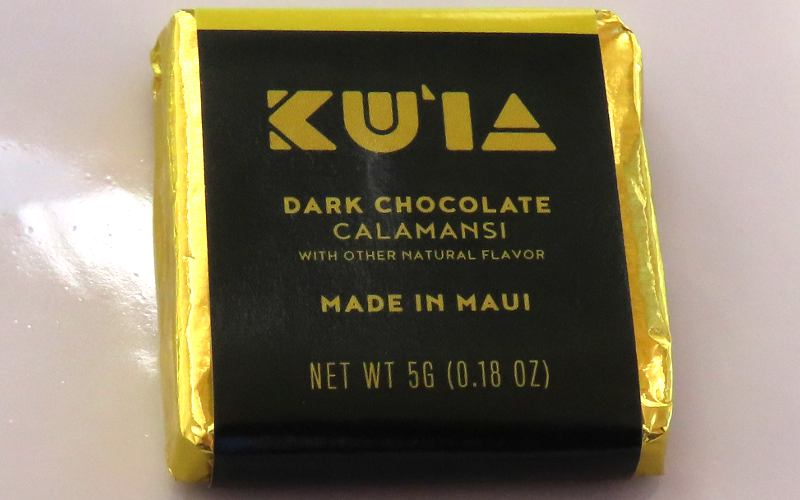 KU'IA
DARK CHOCOLATE
CALAMANSI
WITH OTHER NATURAL FLAVOR
MADE IN MAUI
NET WT 5G (0.18 OZ)